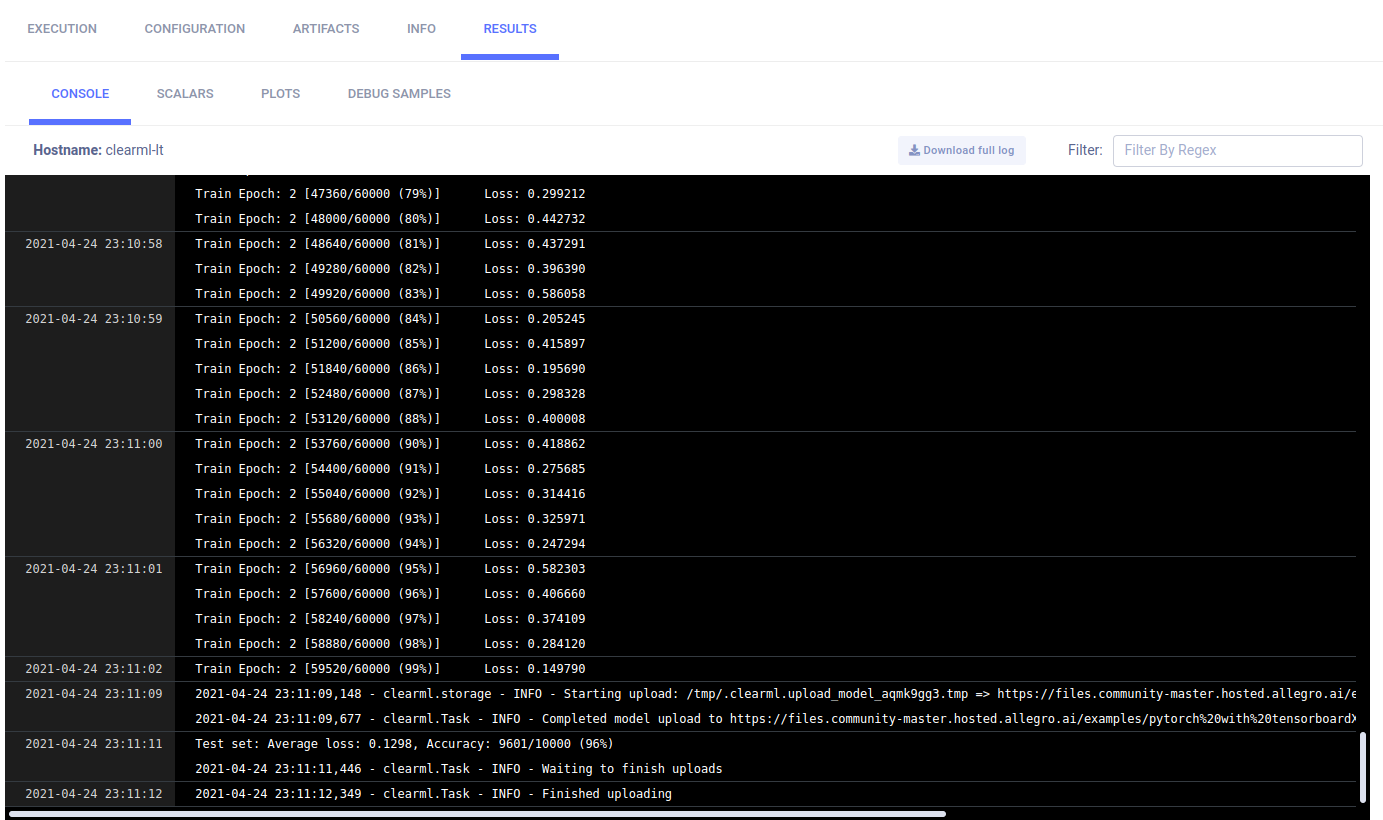 EXECUTION CONFIGURATION ARTIFACTS INFO RESULTS
CONSOLE SCALARS PLOTS DEBUG SAMPLES
Hostname: clearml-lt Download full log Filter: Filter By Regex
Train Epoch: 2 [47360/60000 (79%)] Loss: 0.299212
Train Epoch: 2 [48000/60000 (80%)] Loss: 0.442732
2021-04-24 23:10:58 Train Epoch: 2 [48640/60000 (81%)] Loss: 0.437291
Train Epoch: 2 [49280/60000 (82%)] Loss: 0.396390
Train Epoch: 2 [49920/60000 (83%)] Loss: 0.586058
2021-04-24 23:10:59 Train Epoch: 2 [50560/60000 (84%)] Loss: 0.205245
Train Epoch: 2 [51200/60000 (85%)] Loss: 0.415897
Train Epoch: 2 [51840/60000 (86%)] Loss: 0.195690
Train Epoch: 2 [52480/60000 (87%)] Loss: 0.298328
Train Epoch: 2 [53120/60000 (88%)] Loss: 0.400008
2021-04-24 23:11:00 Train Epoch: 2 [53760/60000 (90%)] Loss: 0.418862
Train Epoch: 2 [54400/60000 (91%)] Loss: 0.275685
Train Epoch: 2 [55040/60000 (92%)] Loss: 0.314416
Train Epoch: 2 [55680/60000 (93%)] Loss: 0.325971
Train Epoch: 2 [56320/60000 (94%)] Loss: 0.247294
2021-04-24 23:11:01 Train Epoch: 2 [56960/60000 (95%)] Loss: 0.582303
Train Epoch: 2 [57600/60000 (96%)] Loss: 0.406660
Train Epoch: 2 [58240/60000 (97%)] Loss: 0.374109
Train Epoch: 2 [58880/60000 (98%)] Loss: 0.284120
2021-04-24 23:11:02 Train Epoch: 2 [59520/60000 (99%)] Loss: 0.149790
2021-04-24 23:11:09 2021-04-24 23:11:09,148 - clearml.storage - INFO - Starting upload: /tmp/.clearml.upload_model_aqmk9gg3.tmp => https://files.community-master.hosted.allegro.ai/e
2021-04-24 23:11:09,677 - clearml.Task - INFO - Completed model upload to https://files.community-master.hosted.allegro.ai/examples/pytorch%20with%20tensorboardX
2021-04-24 23:11:11 Test set: Average loss: 0.1298, Accuracy: 9601/10000 (96%)
2021-04-24 23:11:11,446 - clearml.Task - INFO - Waiting to finish uploads
2021-04-24 23:11:12 2021-04-24 23:11:12,349 - clearml.Task - INFO - Finished uploading